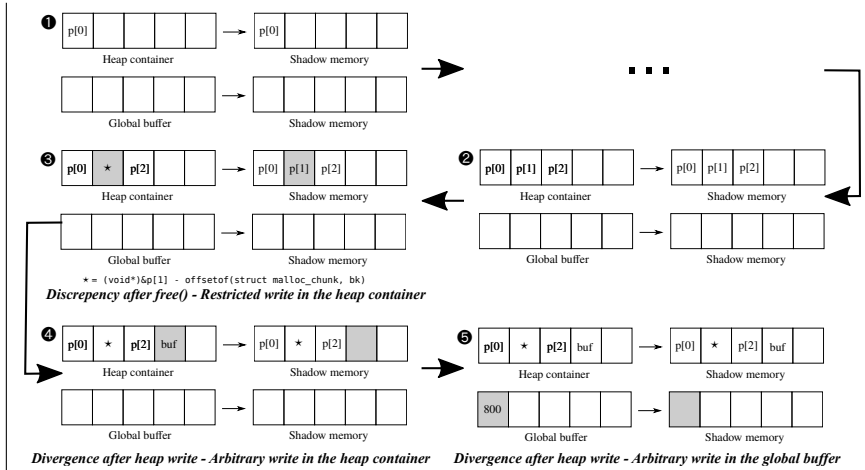 ❶ p[0] p[0]
Heap container Shadow memory
Global buffer Shadow memory
...
❷ p[0] p[1] p[2] p[0] p[1] p[2]
Heap container Shadow memory
Global buffer Shadow memory
❸ p[0] ⋆ p[2] p[0] p[1] p[2]
Heap container Shadow memory
Global buffer Shadow memory
⋆ = (void*)&p[1] - offsetof(struct malloc_chunk, bk)
Discrepency after free() - Restricted write in the heap container
❹ p[0] ⋆ p[2] buf p[0] ⋆ p[2]
Heap container Shadow memory
Global buffer Shadow memory
Divergence after heap write - Arbitrary write in the heap container
❺ p[0] ⋆ p[2] buf p[0] ⋆ p[2] buf
Heap container Shadow memory
800
Global buffer Shadow memory
Divergence after heap write - Arbitrary write in the global buffer